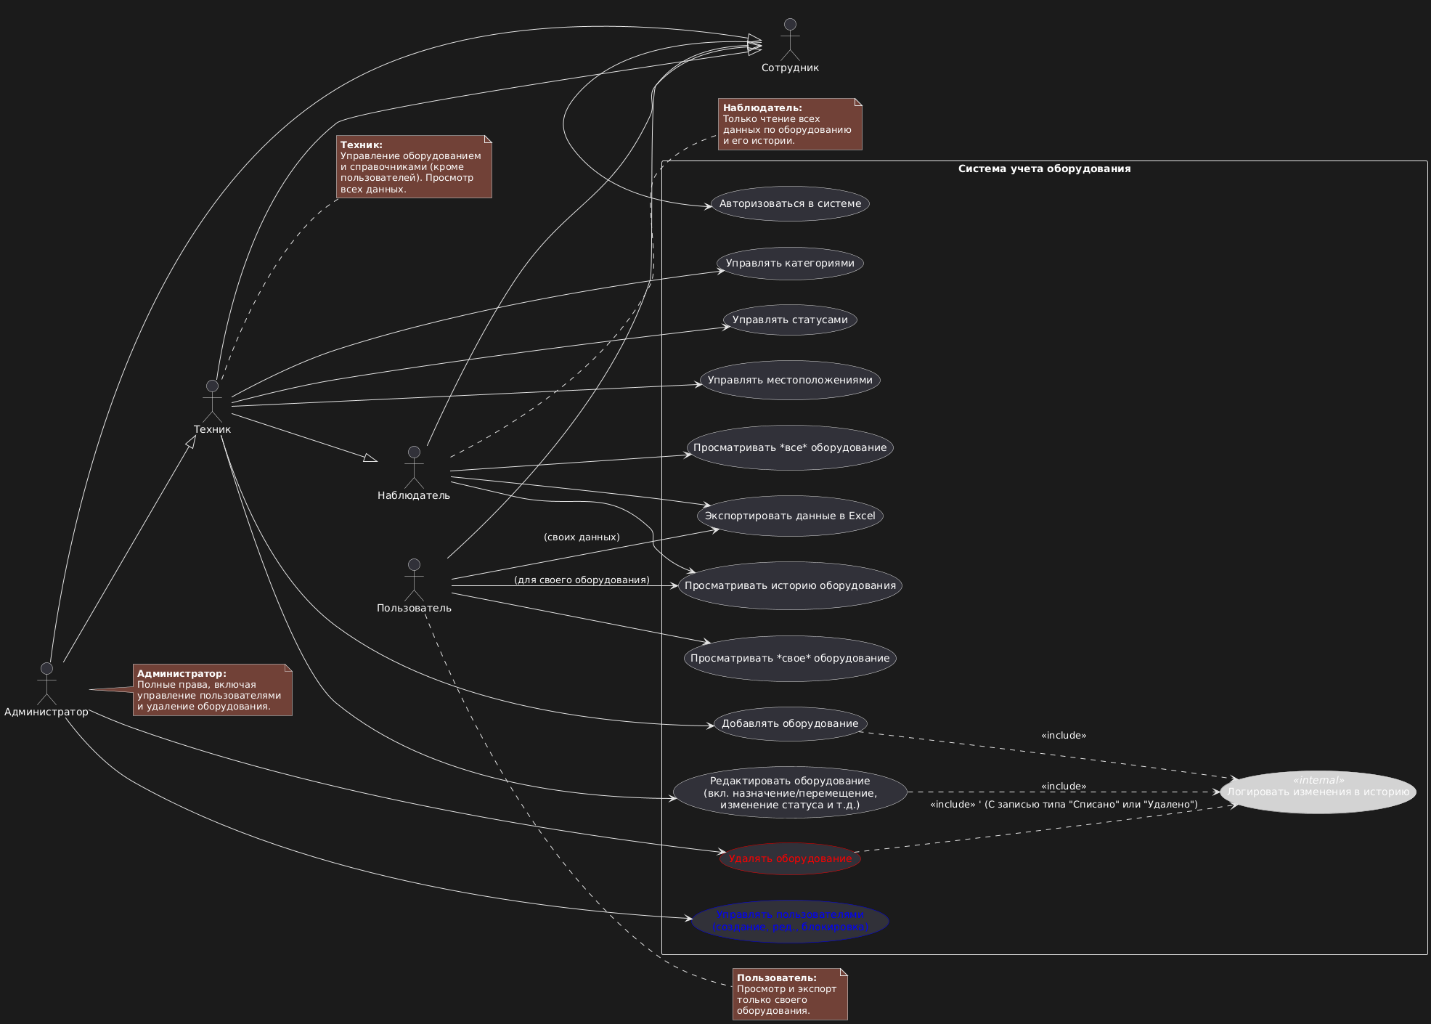 Сотрудник
Наблюдатель:
Только чтение всех
данных по оборудованию
и его истории.
Техник:
Управление оборудованием
и справочниками (кроме
пользователей). Просмотр
всех данных.
Система учета оборудования
Авторизоваться в системе
Управлять категориями
Управлять статусами
Управлять местоположениями
Техник
Просматривать *все* оборудование
Наблюдатель
Экспортировать данные в Excel
(своих данных)
(для своего оборудования)
Просматривать историю оборудования
Пользователь
Просматривать *свое* оборудование
Администратор:
Полные права, включая
управление пользователями
и удаление оборудования.
Администратор
Добавлять оборудование
«include»
Редактировать оборудование
(вкл. назначение/перемещение,
изменение статуса и т.д.)
«include»
«internal»
Логировать изменения в историю
«include» ' (С записью типа "Списано" или "Удалено")
Удалять оборудование
Управлять пользователями
(создание, ред., блокировка)
Пользователь:
Просмотр и экспорт
только своего
оборудования.